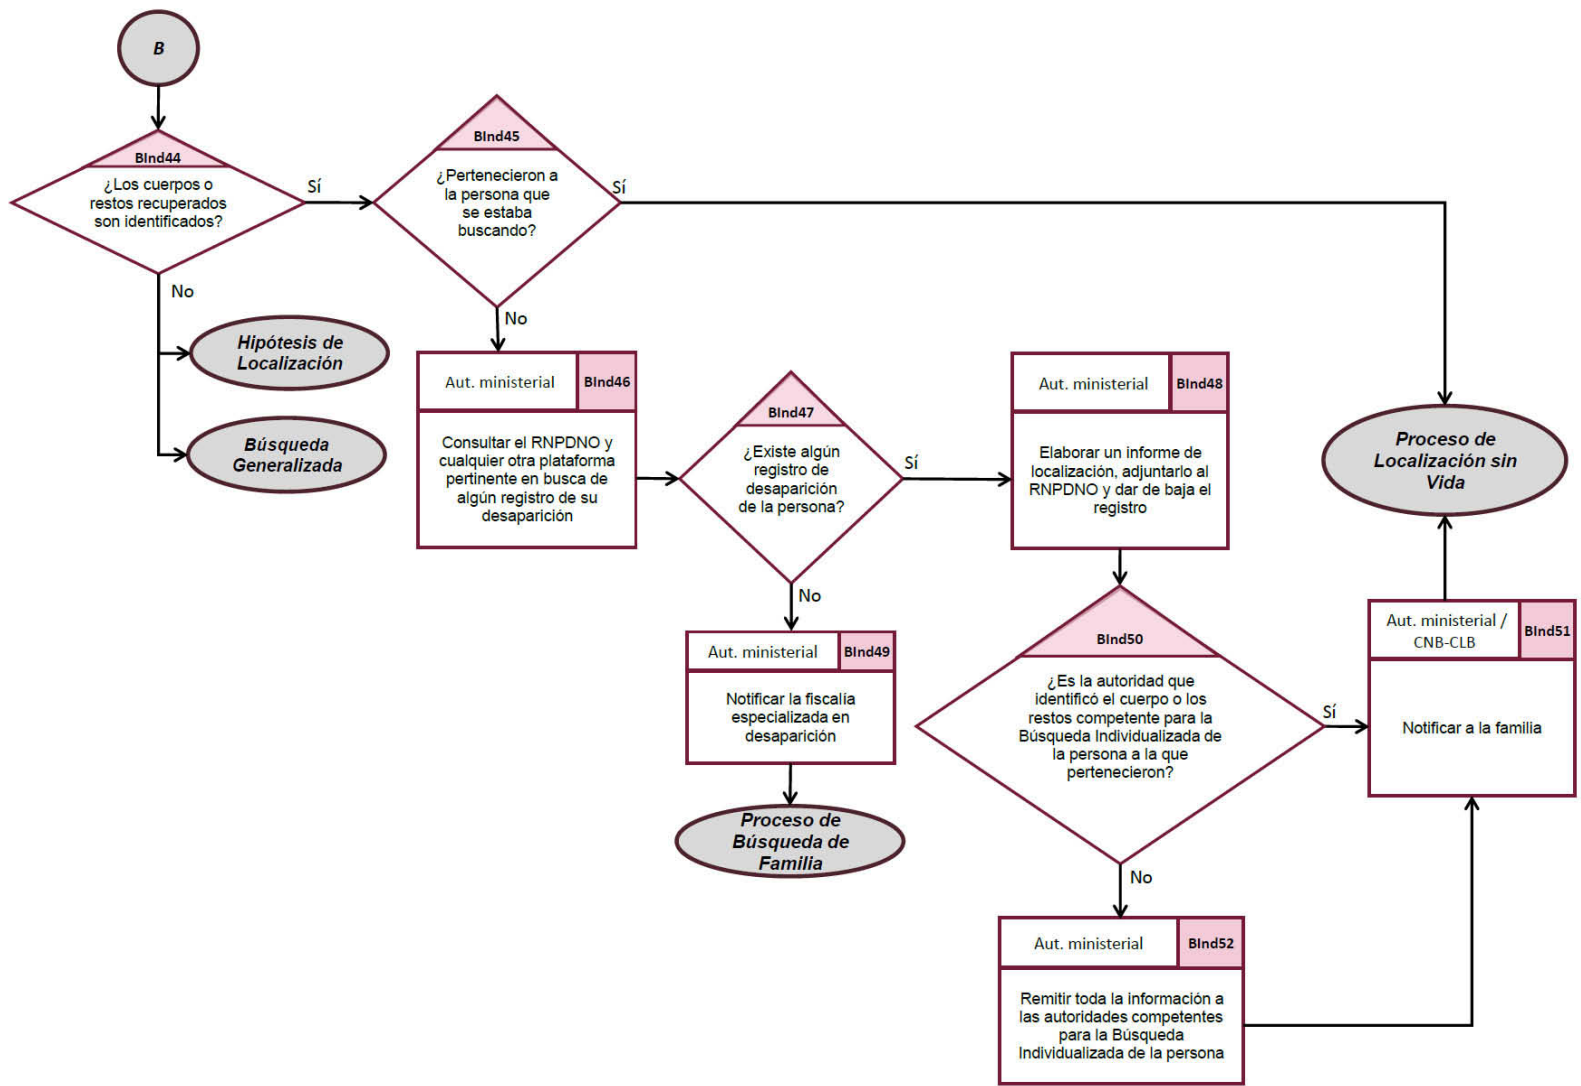 B
BInd44
¿Los cuerpos o
restos recuperados
son identificados?
Sí
No
Hipótesis de
Localización
Búsqueda
Generalizada
BInd45
¿Pertenecieron a
la persona que
se estaba
buscando?
Sí
No
Aut. ministerial
BInd46
Consultar el RNPDNO y
cualquier otra plataforma
pertinente en busca de
algún registro de su
desaparición
BInd47
¿Existe algún
registro de
desaparición
de la persona?
Sí
No
Aut. ministerial
BInd48
Elaborar un informe de
localización, adjuntarlo al
RNPDNO y dar de baja el
registro
Proceso de
Localización sin
Vida
Aut. ministerial
BInd49
Notificar la fiscalía
especializada en
desaparición
Proceso de
Búsqueda de
Familia
BInd50
¿Es la autoridad que
identificó el cuerpo o los
restos competente para la
Búsqueda Individualizada de
la persona a la que
pertenecieron?
Sí
No
Aut. ministerial /
CNB-CLB
BInd51
Notificar a la familia
Aut. ministerial
BInd52
Remitir toda la información a
las autoridades competentes
para la Búsqueda
Individualizada de la persona